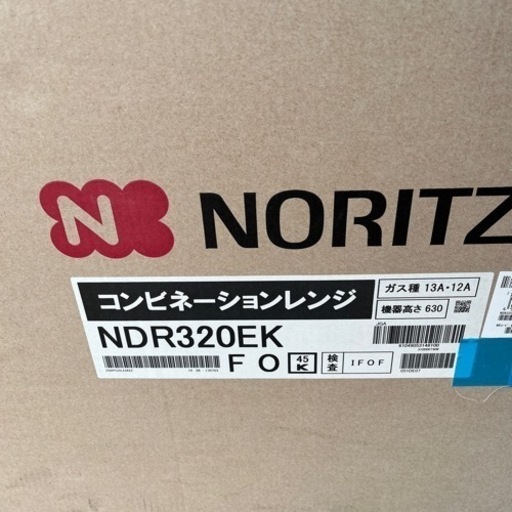 N NORITZ
コンビネーションレンジ
ガス種 13A・12A
機器高さ 630
NDR320EK
F O 45 K 検査 IFOF